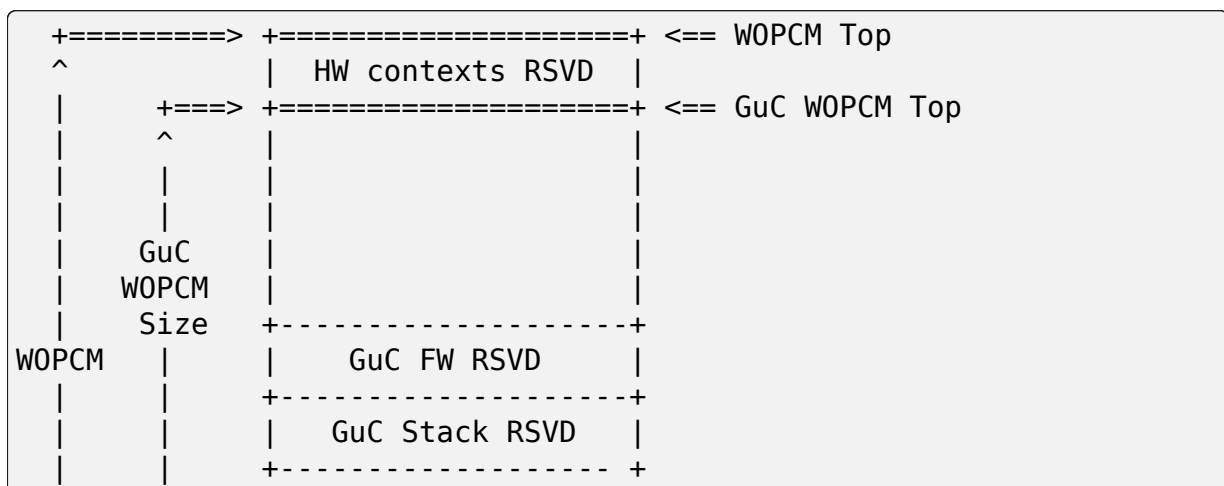 +=========> +====================+ <== WOPCM Top
  ^           |  HW contexts RSVD  |
  |     +===> +====================+ <== GuC WOPCM Top
  |     ^     |                    |
  |     |     |                    |
  |     |     |                    |
  |    GuC    |                    |
  |   WOPCM   |                    |
  |    Size   +--------------------+
WOPCM   |     |    GuC FW RSVD     |
  |     |     +--------------------+
  |     |     |   GuC Stack RSVD   |
  |     |     +------------------- +